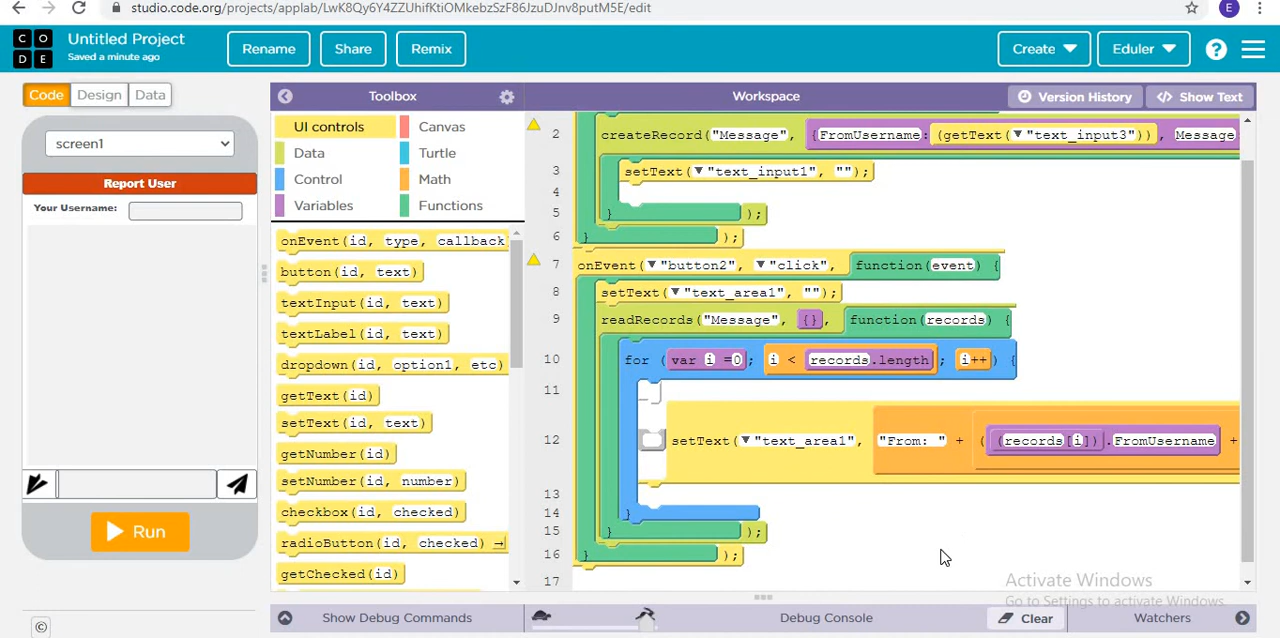 studio.code.org/projects/applab/LwK8Qy6Y4ZZUhifKtiOMkebzSzF86JzuDJnv8putM5E/edit
E
C O
D E
Untitled Project
Saved a minute ago
Rename
Share
Remix
Create
Eduler
?
Code
Design
Data
Toolbox
Workspace
Version History
</> Show Text
screen1
Report User
Your Username:
Run
UI controls
Canvas
Data
Turtle
Control
Math
Variables
Functions
onEvent(id, type, callback
button(id, text)
textInput(id, text)
textLabel(id, text)
dropdown(id, option1, etc)
getText(id)
setText(id, text)
getNumber(id)
setNumber(id, number)
checkbox(id, checked)
radioButton(id, checked)
getChecked(id)
2 createRecord("Message", {FromUsername: (getText(▼"text_input3")), Message
3 setText(▼"text_input1", "");
4
5 } );
6 } );
7 onEvent(▼"button2", ▼"click", function(event) {
8 setText(▼"text_area1", "");
9 readRecords("Message", {}, function(records) {
10 for (var i =0; i < records.length; i++) {
11
12 setText(▼"text_area1", "From: " + ((records[i]).FromUsername +
13
14 }
15 } );
16 } );
17
Activate Windows
Go to Settings to activate Windows.
Show Debug Commands
Debug Console
Clear
Watchers
©